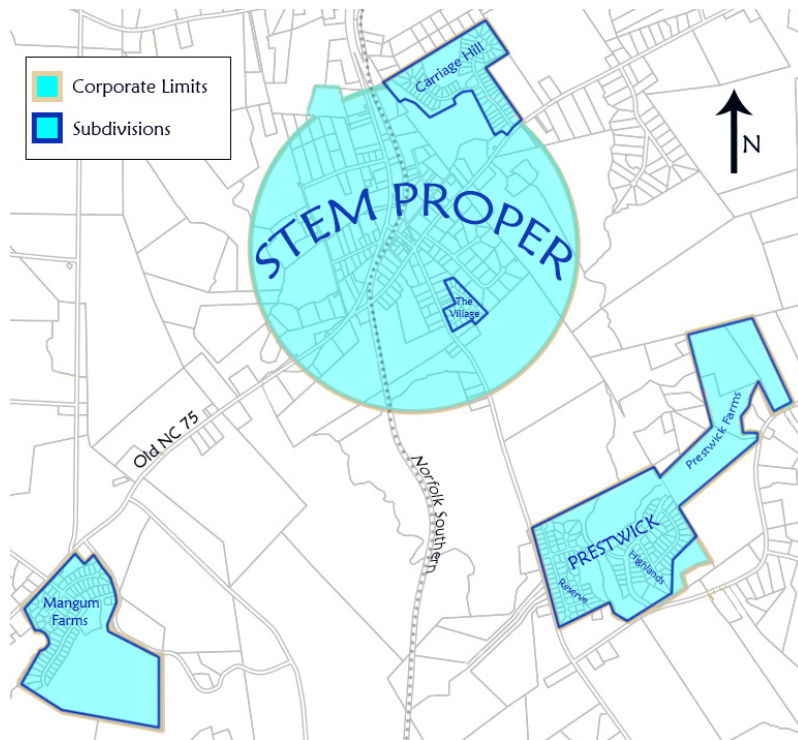 Corporate Limits
Subdivisions
Carriage Hill
N
STEM PROPER
The
Village
Old NC 75
Norfolk Southern
Prestwick Farms
PRESTWICK
Highlands
Reserve
Mangum
Farms